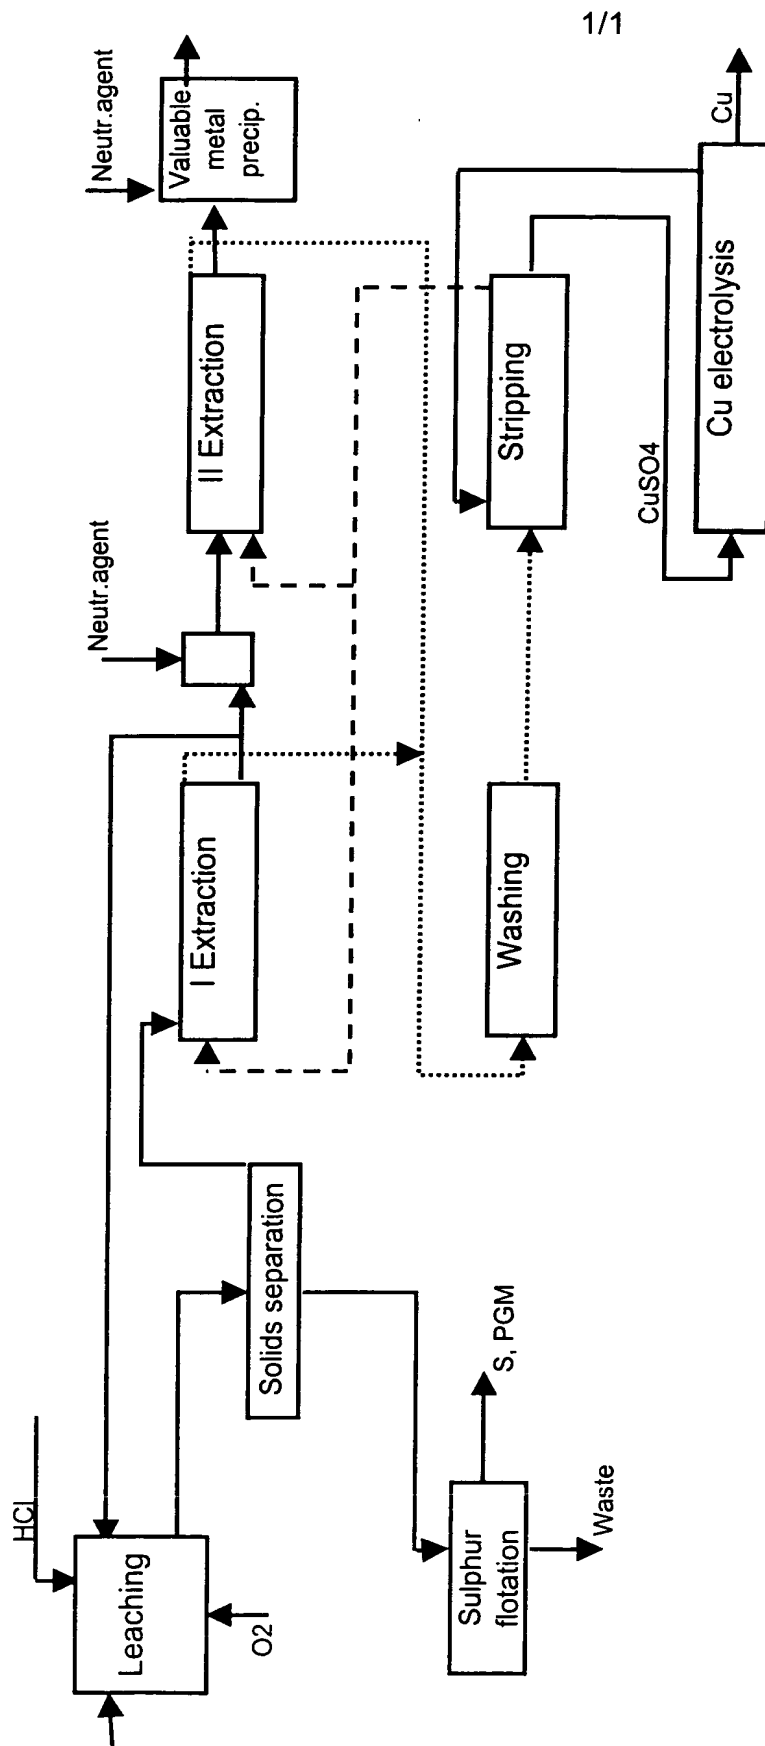 1/1
HCl
Leaching
O2
Solids separation
Sulphur
flotation
S, PGM
Waste
I Extraction
Neutr.agent
II Extraction
Neutr.agent
Valuable
metal
precip.
Washing
Stripping
CuSO4
Cu electrolysis
Cu